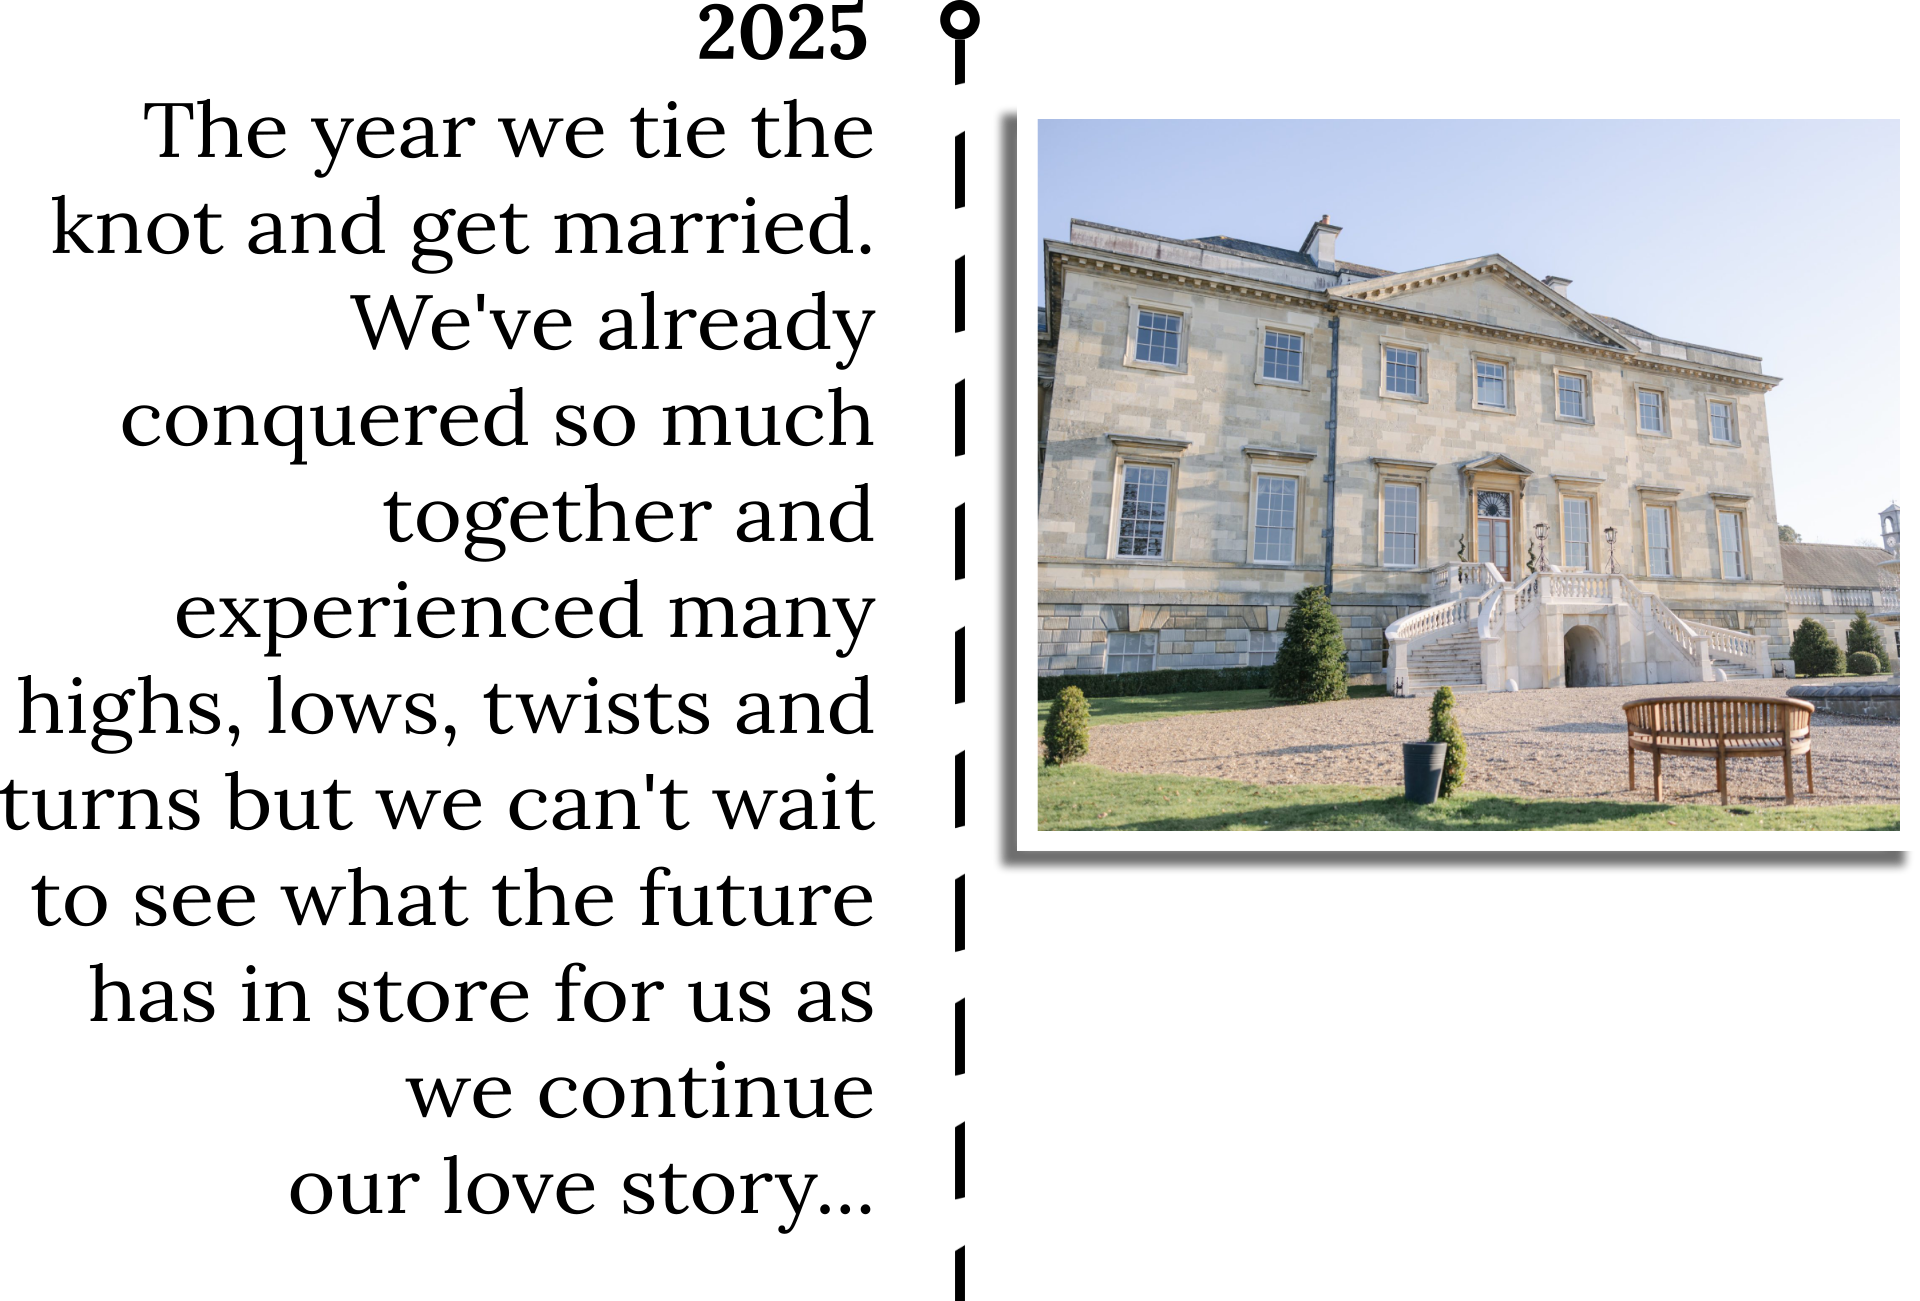 2025
The year we tie the
knot and get married.
We've already
conquered so much
together and
experienced many
highs, lows, twists and
turns but we can't wait
to see what the future
has in store for us as
we continue
our love story...